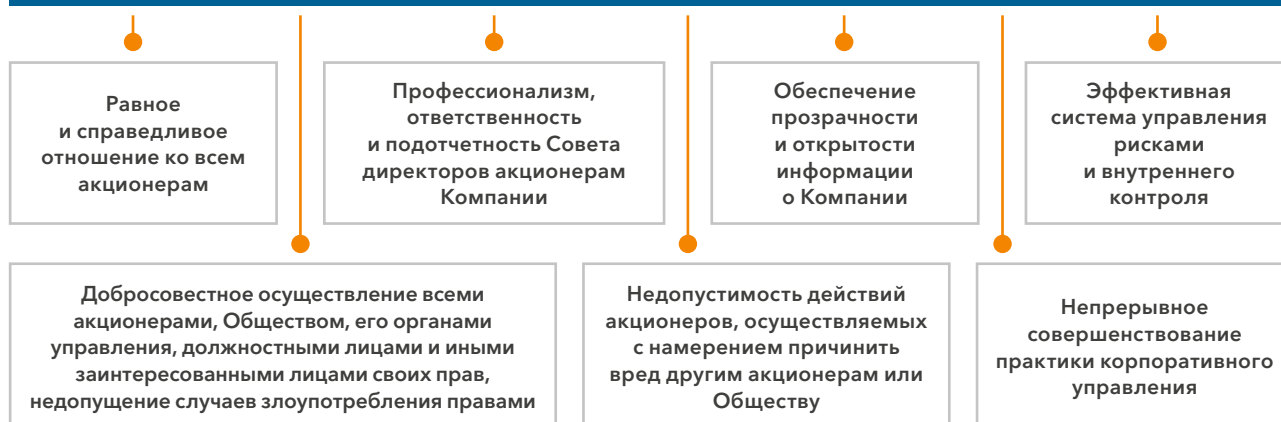 Равное
и справедливое
отношение ко всем
акционерам
Профессионализм,
ответственность
и подотчетность Совета
директоров акционерам
Компании
Обеспечение
прозрачности
и открытости
информации
о Компании
Эффективная
система управления
рисками
и внутреннего
контроля
Добросовестное осуществление всеми
акционерами, Обществом, его органами
управления, должностными лицами и иными
заинтересованными лицами своих прав,
недопущение случаев злоупотребления правами
Недопустимость действий
акционеров, осуществляемых
с намерением причинить
вред другим акционерам или
Обществу
Непрерывное
совершенствование
практики корпоративного
управления